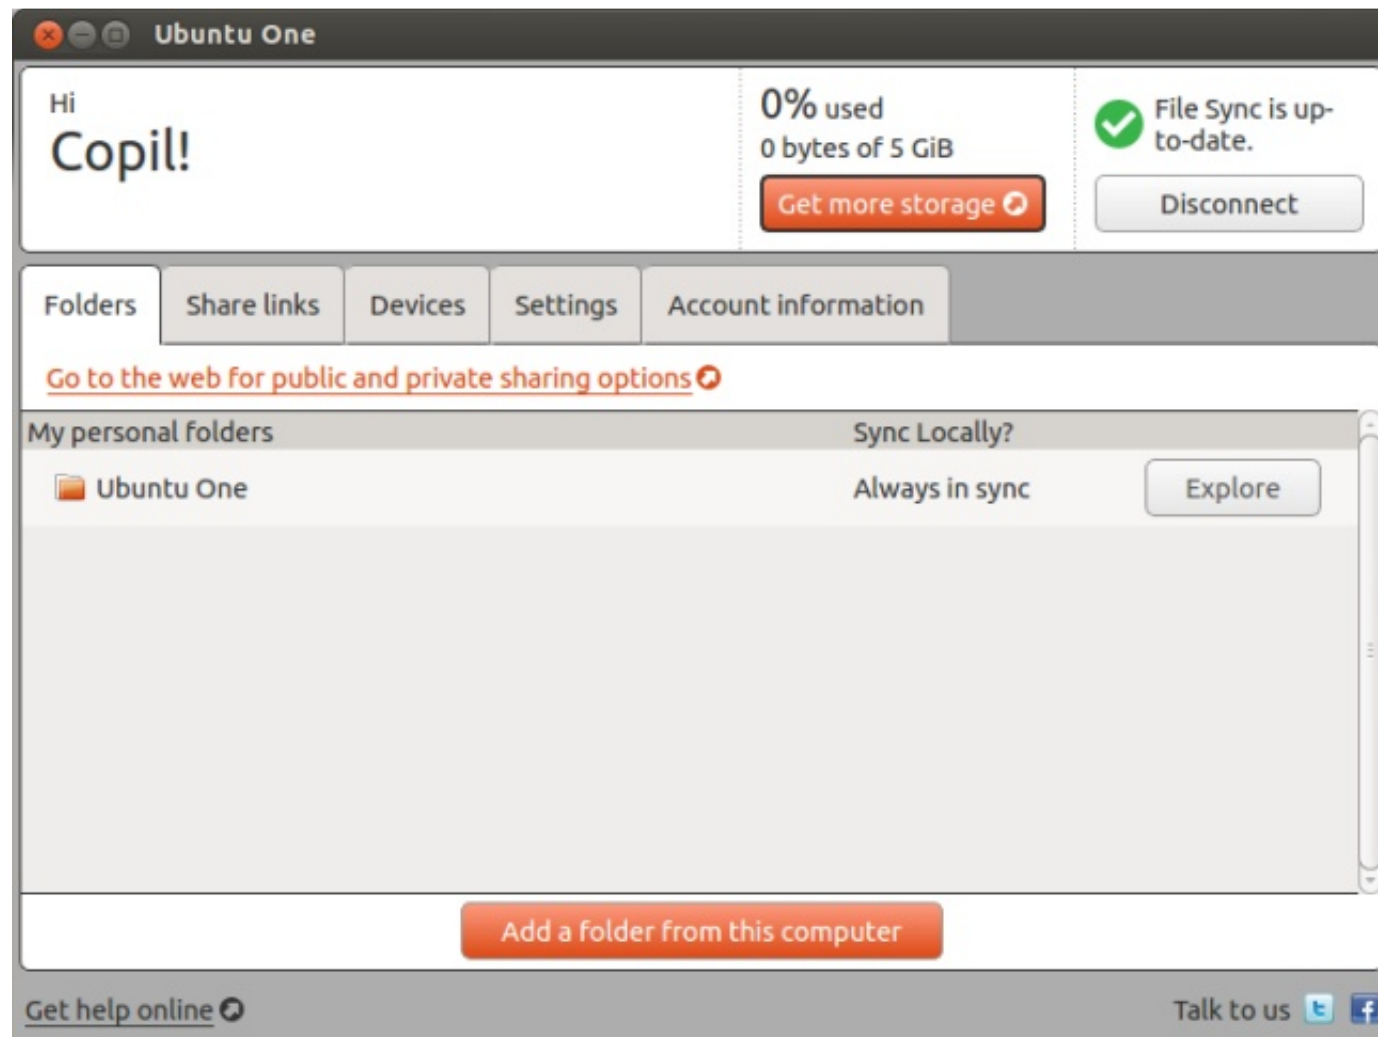 Ubuntu One
Hi
Copil!
0% used
0 bytes of 5 GiB
Get more storage
File Sync is up-
to-date.
Disconnect
Folders
Share links
Devices
Settings
Account information
Go to the web for public and private sharing options
My personal folders
Sync Locally?
Ubuntu One
Always in sync
Explore
Add a folder from this computer
Get help online
Talk to us